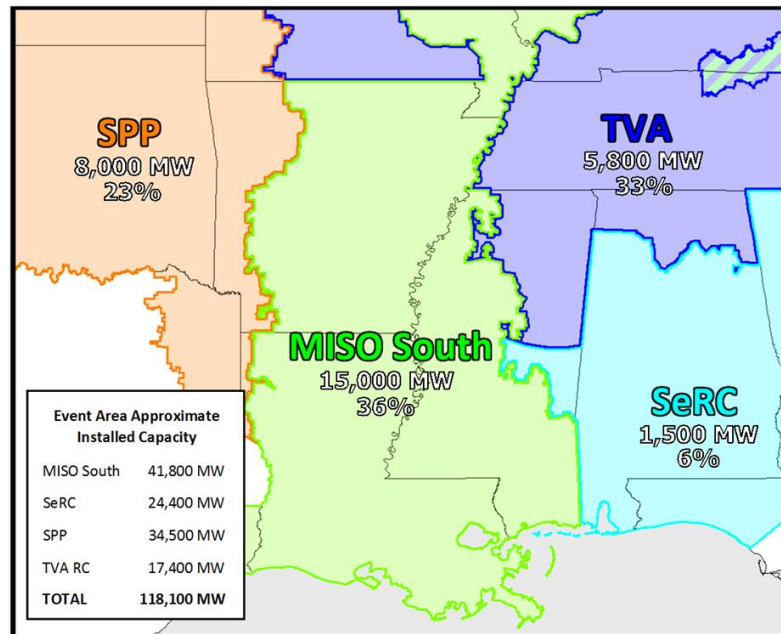 SPP
8,000 MW
23%
TVA
5,800 MW
33%
MISO South
15,000 MW
36%
SeRC
1,500 MW
6%
Event Area Approximate
Installed Capacity
MISO South 41,800 MW
SeRC 24,400 MW
SPP 34,500 MW
TVA RC 17,400 MW
TOTAL 118,100 MW